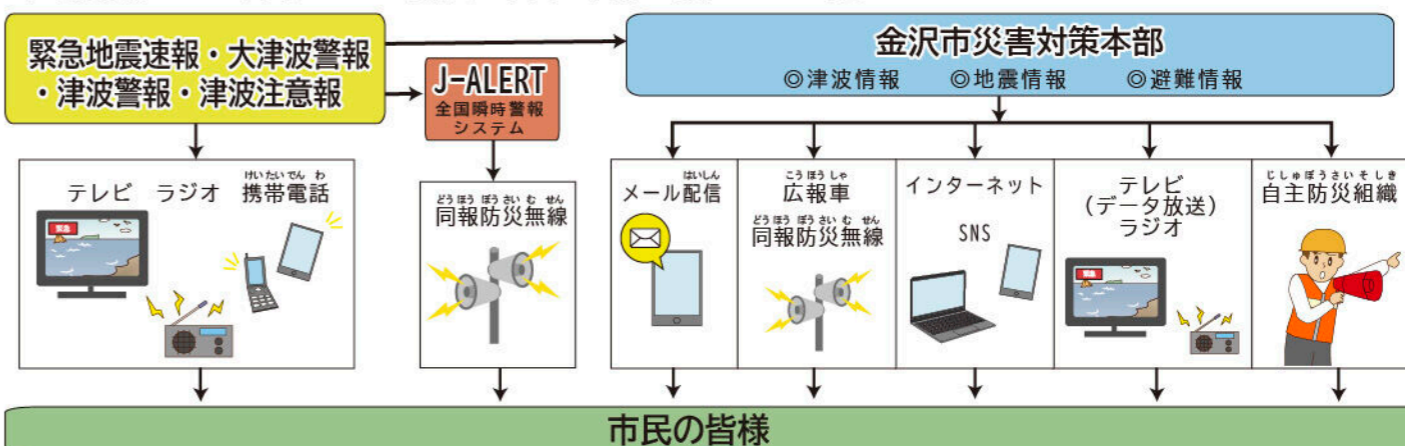 緊急地震速報・大津波警報
・津波警報・津波注意報
J-ALERT
全国瞬時警報
システム
金沢市災害対策本部
◎津波情報 ◎地震情報 ◎避難情報
テレビ ラジオ 携帯電話
けいたいでんわ
緊急
どうほうぼうさいむせん
同報防災無線
はいしん
メール配信
こうほうしゃ
広報車
どうほうぼうさいむせん
同報防災無線
インターネット
SNS
テレビ
(データ放送)
ラジオ
緊急
じしゅぼうさいそしき
自主防災組織
市民の皆様